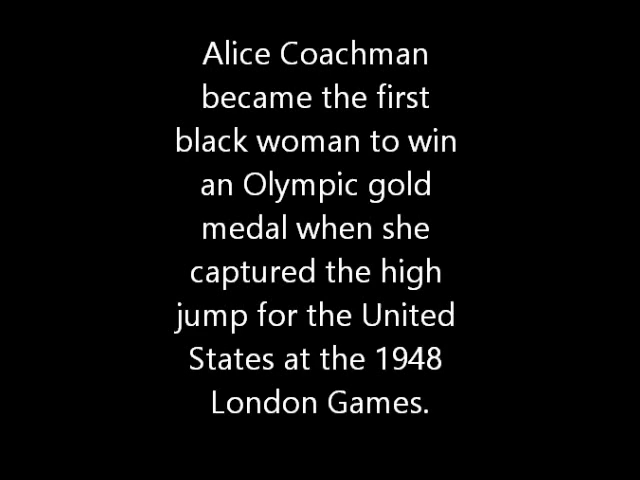 Alice Coachman
became the first
black woman to win
an Olympic gold
medal when she
captured the high
jump for the United
States at the 1948
London Games.